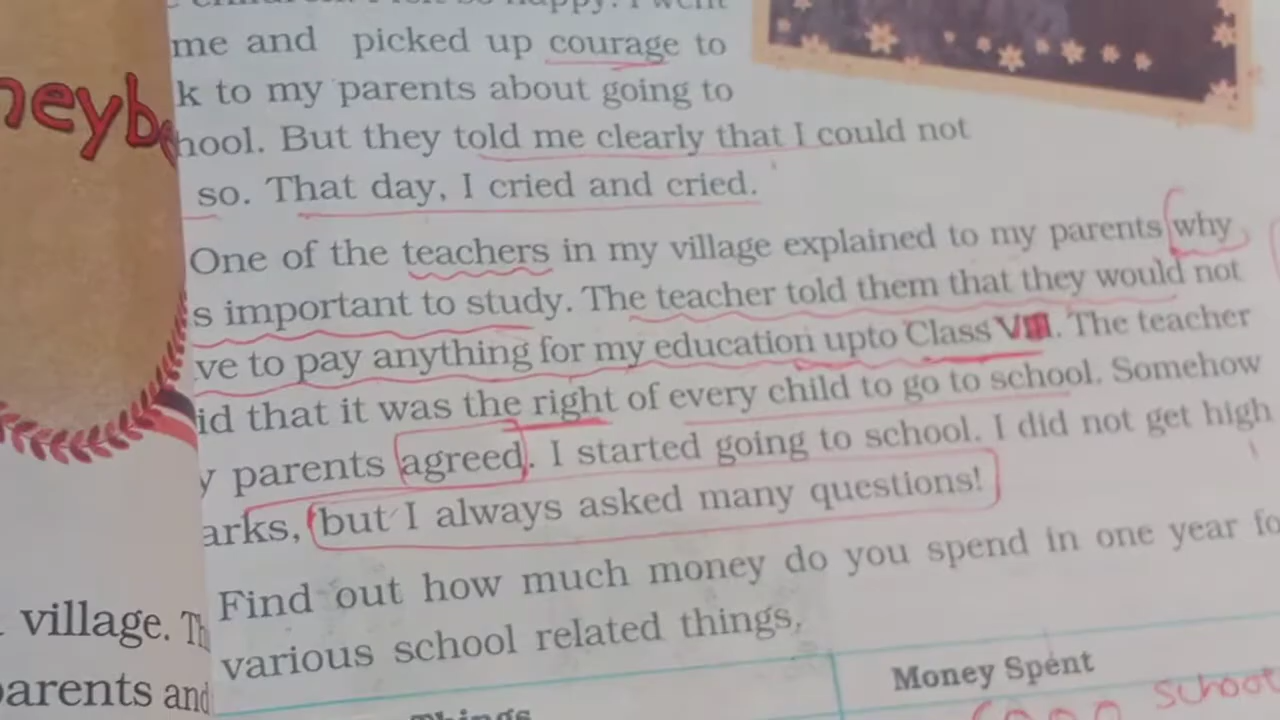 me and picked up courage to
k to my parents about going to
hool. But they told me clearly that I could not
so. That day, I cried and cried.
One of the teachers in my village explained to my parents why
s important to study. The teacher told them that they would not
ve to pay anything for my education upto Class VIII. The teacher
id that it was the right of every child to go to school. Somehow
y parents agreed. I started going to school. I did not get high
arks, but I always asked many questions!
Find out how much money do you spend in one year fo
various school related things.
Things Money Spent
school
heyb
village. Th
parents and